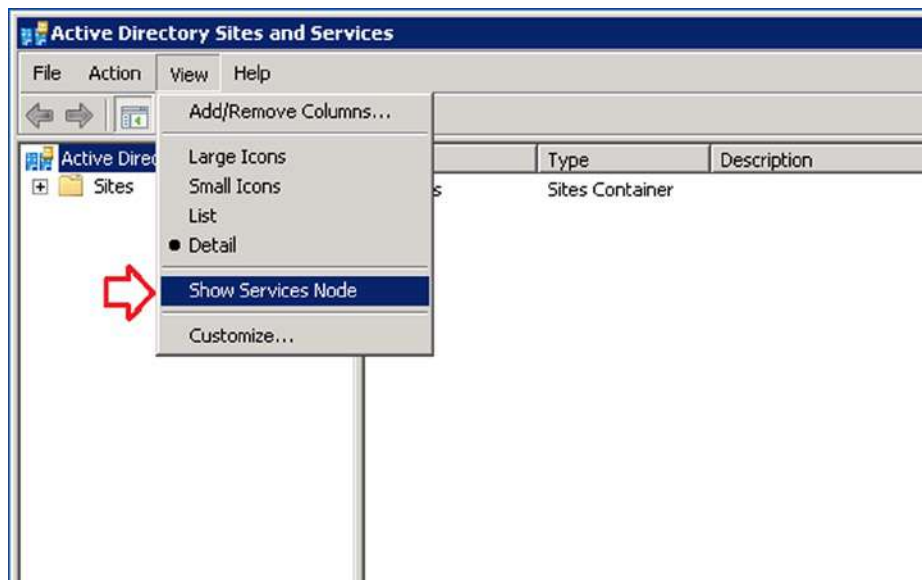 Active Directory Sites and Services
File Action View Help
Add/Remove Columns...
Active Direc
Type Description
Large Icons
Sites
Small Icons
s Sites Container
List
Detail
Show Services Node
Customize...